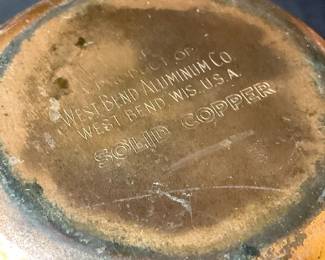 PRODUCT OF
WEST BEND ALUMINUM CO.
WEST BEND WIS. U.S.A.
SOLID COPPER